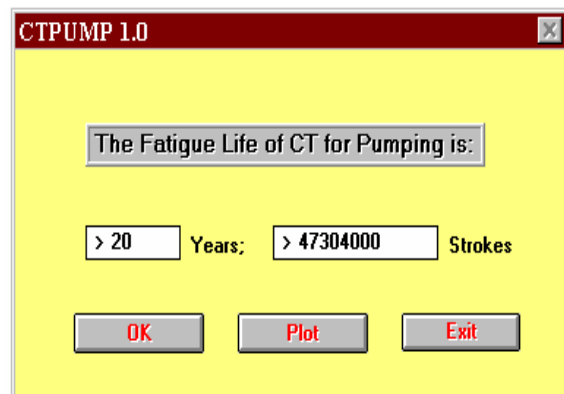 CTPUMP 1.0
The Fatigue Life of CT for Pumping is:
> 20 Years; > 47304000 Strokes
OK Plot Exit